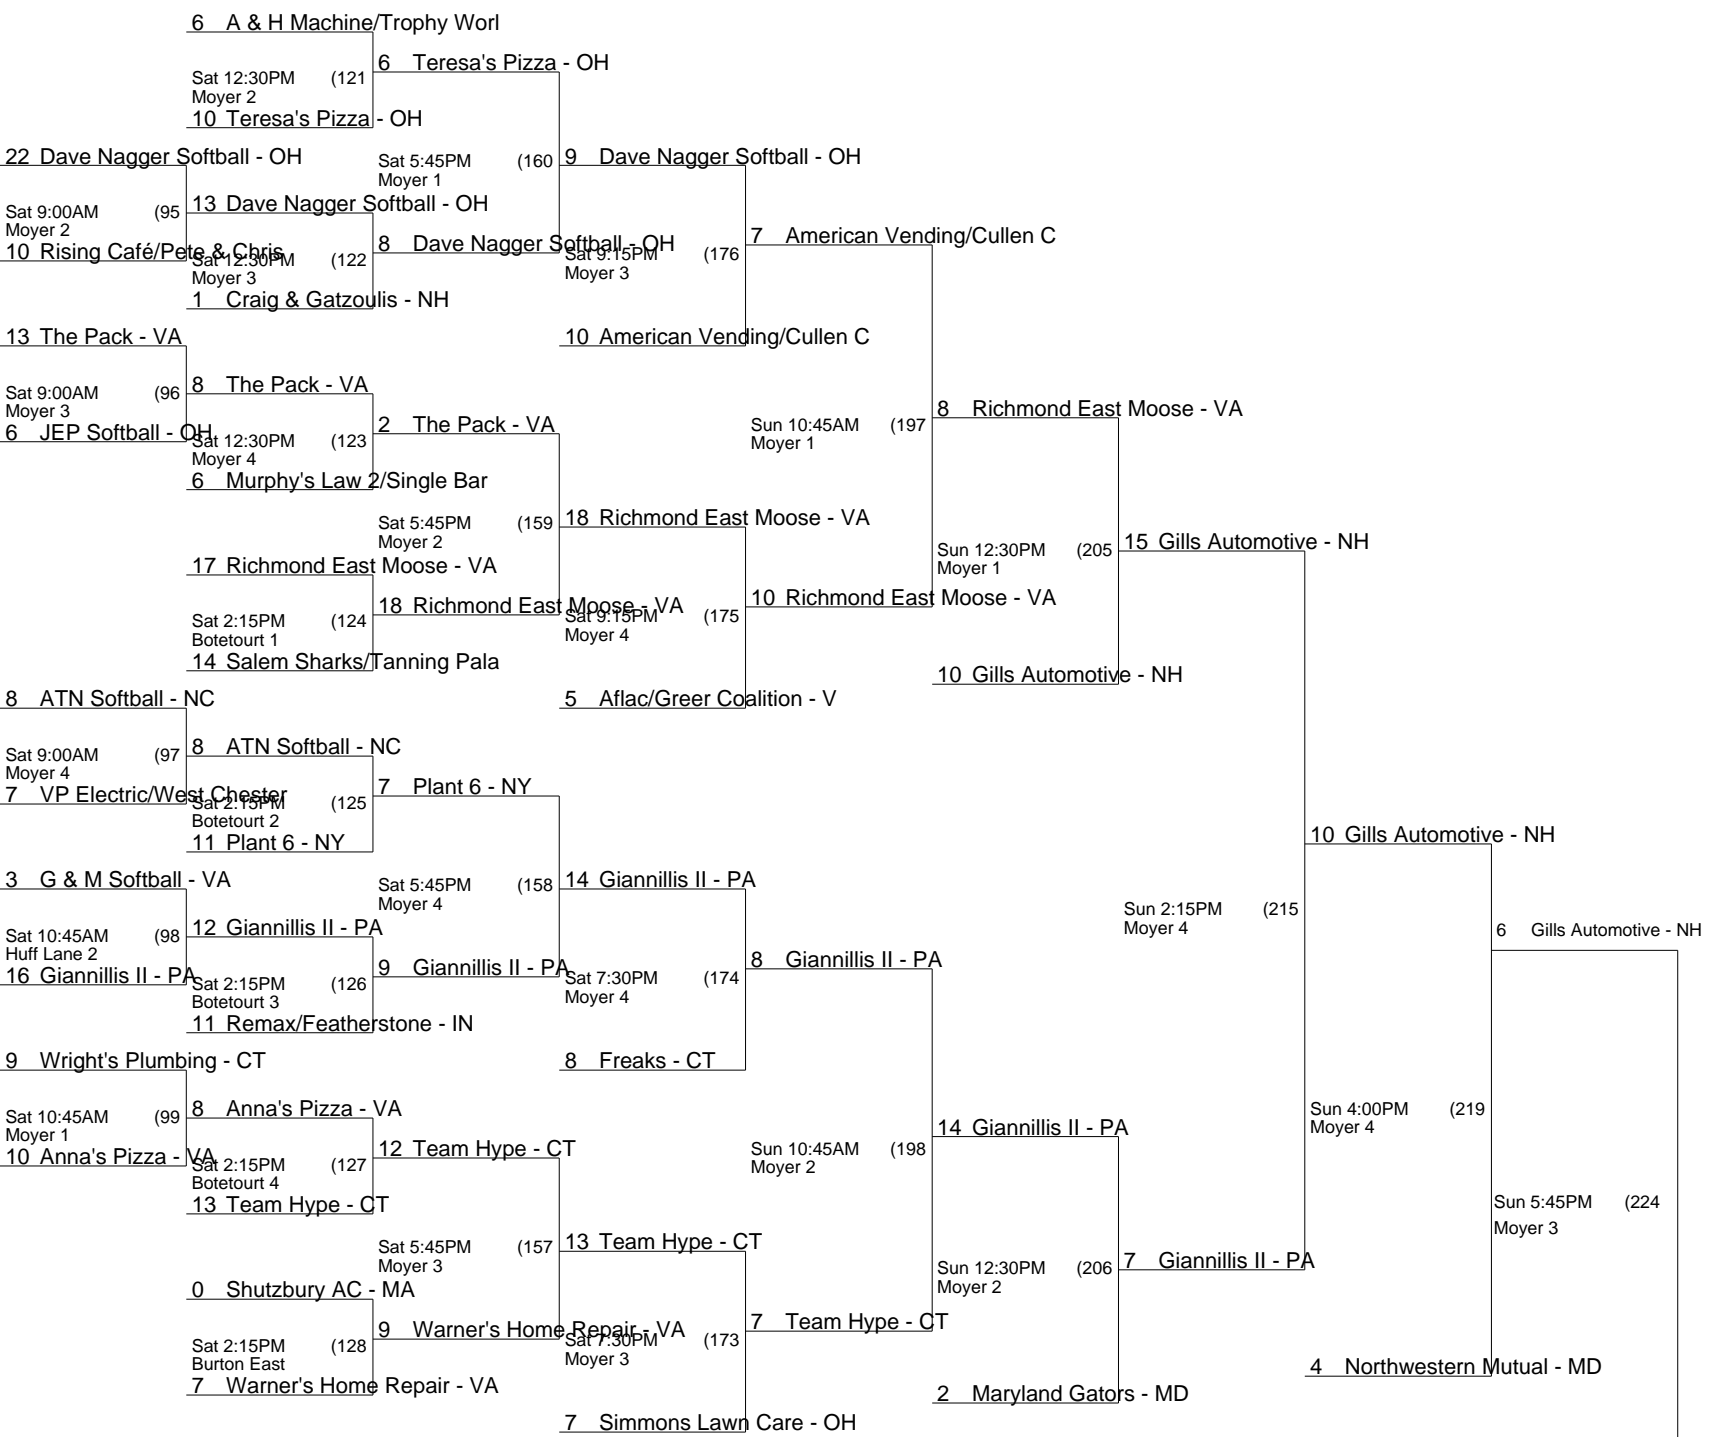 6 A & H Machine/Trophy Worl
6 Teresa's Pizza - OH
Sat 12:30PM (121
Moyer 2
10 Teresa's Pizza - OH
22 Dave Nagger Softball - OH
Sat 5:45PM (160
Moyer 1
9 Dave Nagger Softball - OH
Sat 9:00AM (95
Moyer 2
13 Dave Nagger Softball - OH
10 Rising Café/Pete & Chris
Sat 12:30PM (122
Moyer 3
8 Dave Nagger Softball - OH
Sat 9:15PM (176
Moyer 3
7 American Vending/Cullen C
1 Craig & Gatzoulis - NH
13 The Pack - VA
10 American Vending/Cullen C
Sat 9:00AM (96
Moyer 3
8 The Pack - VA
6 JEP Softball - OH
Sat 12:30PM (123
Moyer 4
2 The Pack - VA
Sun 10:45AM (197
Moyer 1
8 Richmond East Moose - VA
6 Murphy's Law 2/Single Bar
Sat 5:45PM (159
Moyer 2
18 Richmond East Moose - VA
17 Richmond East Moose - VA
Sun 12:30PM (205
Moyer 1
15 Gills Automotive - NH
Sat 2:15PM (124
Botetourt 1
18 Richmond East Moose - VA
Sat 9:15PM (175
Moyer 4
10 Richmond East Moose - VA
14 Salem Sharks/Tanning Pala
10 Gills Automotive - NH
8 ATN Softball - NC
5 Aflac/Greer Coalition - V
Sat 9:00AM (97
Moyer 4
8 ATN Softball - NC
7 VP Electric/West Chester
Sat 2:15PM (125
Botetourt 2
7 Plant 6 - NY
11 Plant 6 - NY
10 Gills Automotive - NH
3 G & M Softball - VA
Sat 5:45PM (158
Moyer 4
14 Giannillis II - PA
Sun 2:15PM (215
Moyer 4
Sat 10:45AM (98
Huff Lane 2
12 Giannillis II - PA
6 Gills Automotive - NH
16 Giannillis II - PA
Sat 2:15PM (126
Botetourt 3
9 Giannillis II - PA
Sat 7:30PM (174
Moyer 4
8 Giannillis II - PA
11 Remax/Featherstone - IN
9 Wright's Plumbing - CT
8 Freaks - CT
Sat 10:45AM (99
Moyer 1
8 Anna's Pizza - VA
Sun 4:00PM (219
Moyer 4
10 Anna's Pizza - VA
Sat 2:15PM (127
Botetourt 4
12 Team Hype - CT
Sun 10:45AM (198
Moyer 2
14 Giannillis II - PA
13 Team Hype - CT
Sun 5:45PM (224
Moyer 3
Sat 5:45PM (157
Moyer 3
13 Team Hype - CT
Sun 12:30PM (206
Moyer 2
7 Giannillis II - PA
0 Shutzbury AC - MA
Sat 2:15PM (128
Burton East
9 Warner's Home Repair - VA
Sat 7:30PM (173
Moyer 3
7 Team Hype - CT
4 Northwestern Mutual - MD
7 Warner's Home Repair - VA
2 Maryland Gators - MD
7 Simmons Lawn Care - OH